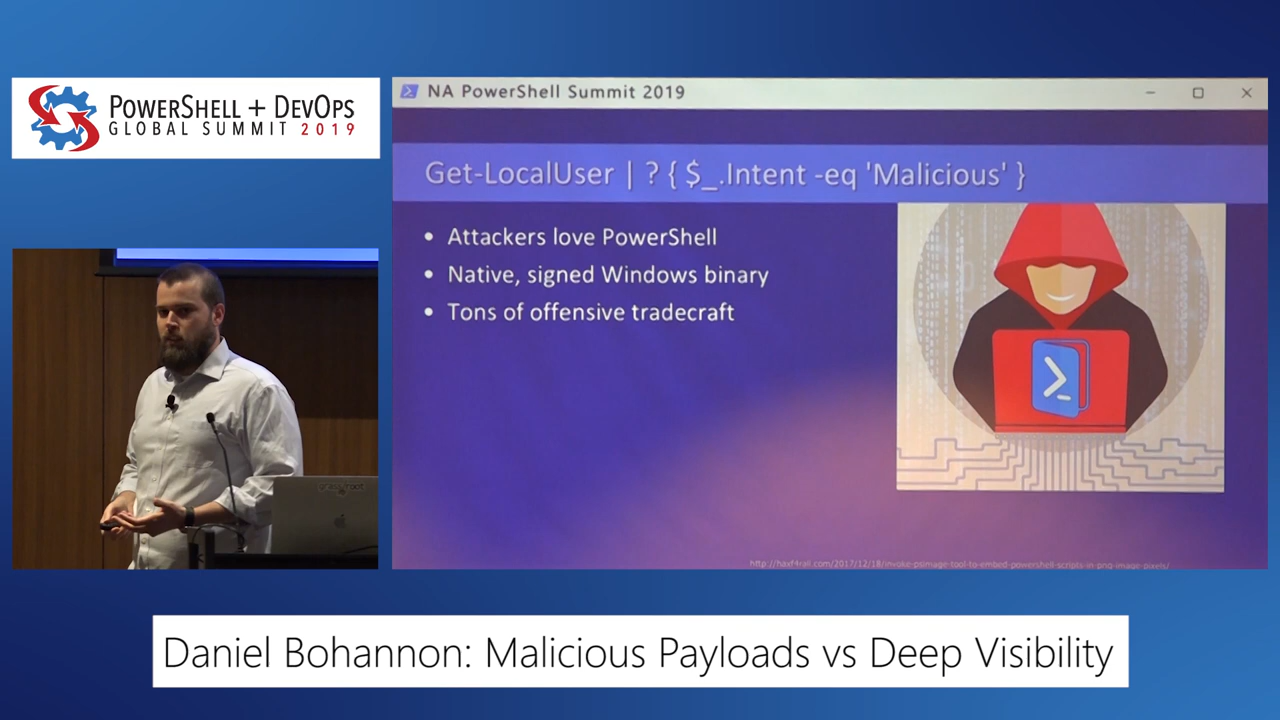 POWERSHELL + DEVOPS
GLOBAL SUMMIT 2019
NA PowerShell Summit 2019
Get-LocalUser | ? { $_.Intent -eq 'Malicious' }
• Attackers love PowerShell
• Native, signed Windows binary
• Tons of offensive tradecraft
http://haxf4rall.com/2017/12/18/invoke-psimage-tool-to-embed-powershell-scripts-in-png-image-pixels/
Daniel Bohannon: Malicious Payloads vs Deep Visibility